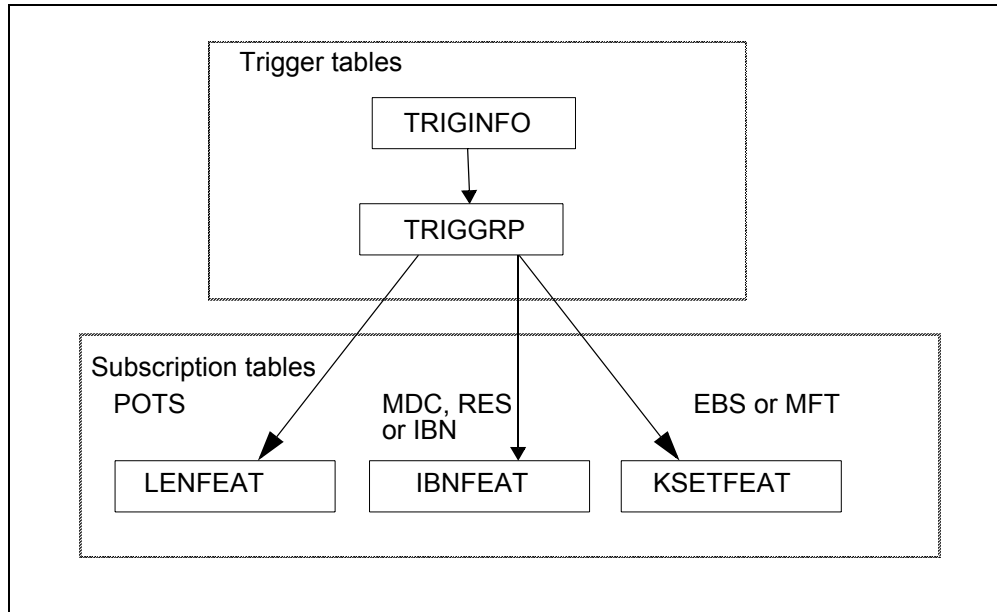 Trigger tables
TRIGINFO
TRIGGRP
Subscription tables
POTS
MDC, RES
or IBN
EBS or MFT
LENFEAT
IBNFEAT
KSETFEAT